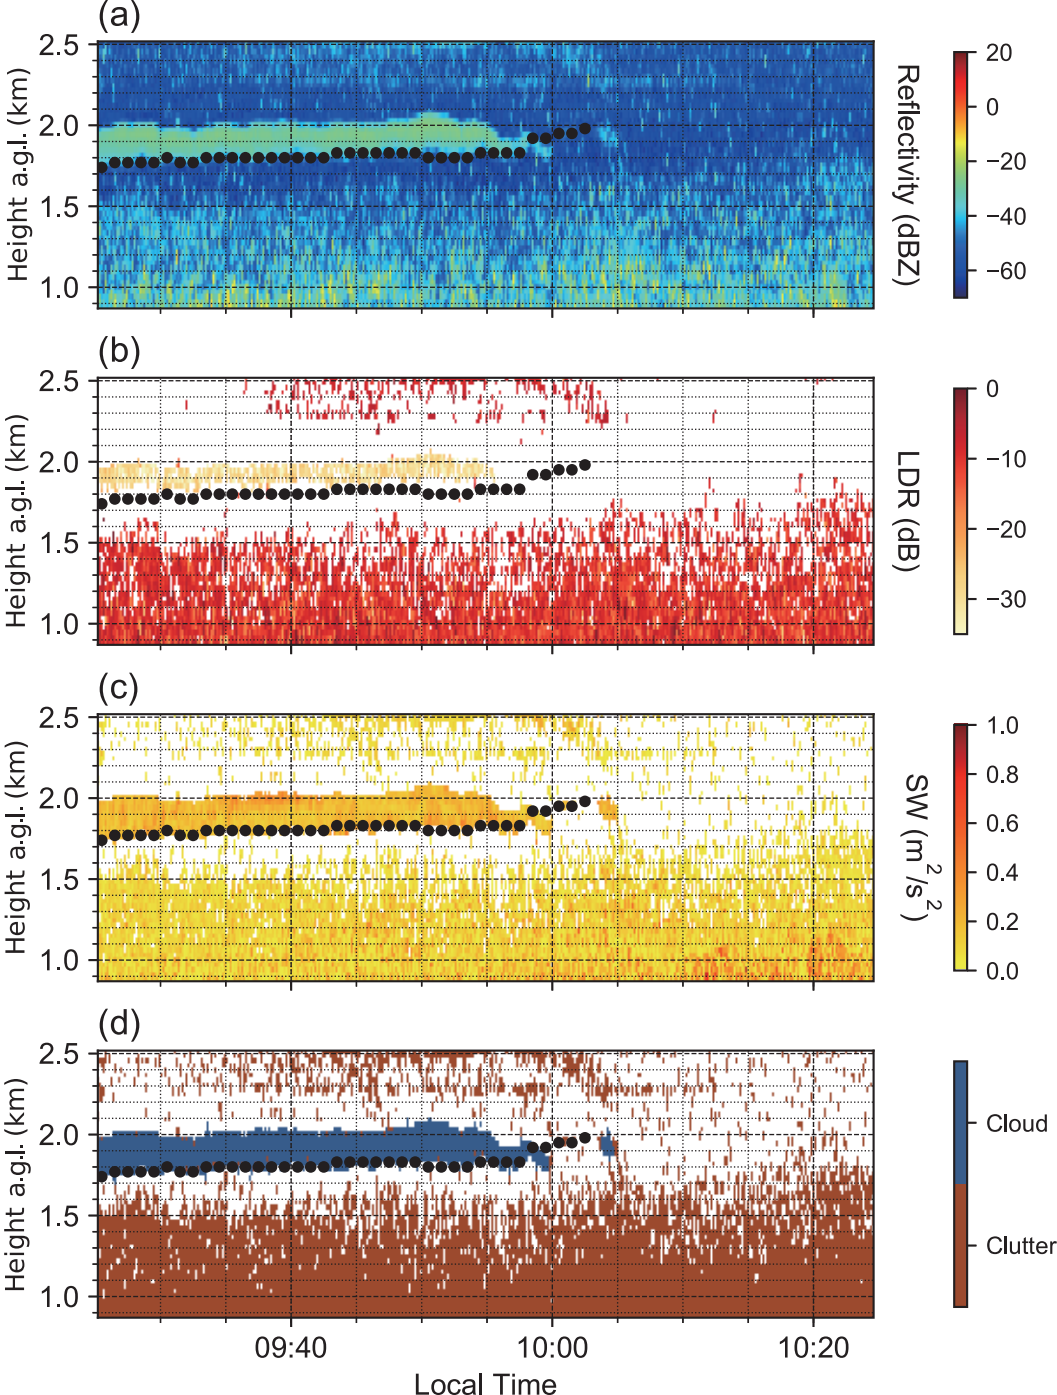 (a)
2.5
2.0
1.5
1.0
Height a.g.l. (km)
20
0
−20
−40
−60
Reflectivity (dBZ)
(b)
2.5
2.0
1.5
1.0
Height a.g.l. (km)
0
−10
−20
−30
LDR (dB)
(c)
2.5
2.0
1.5
1.0
Height a.g.l. (km)
1.0
0.8
0.6
0.4
0.2
0.0
SW (m²/s²)
(d)
2.5
2.0
1.5
1.0
Height a.g.l. (km)
Cloud
Clutter
09:40
10:00
10:20
Local Time